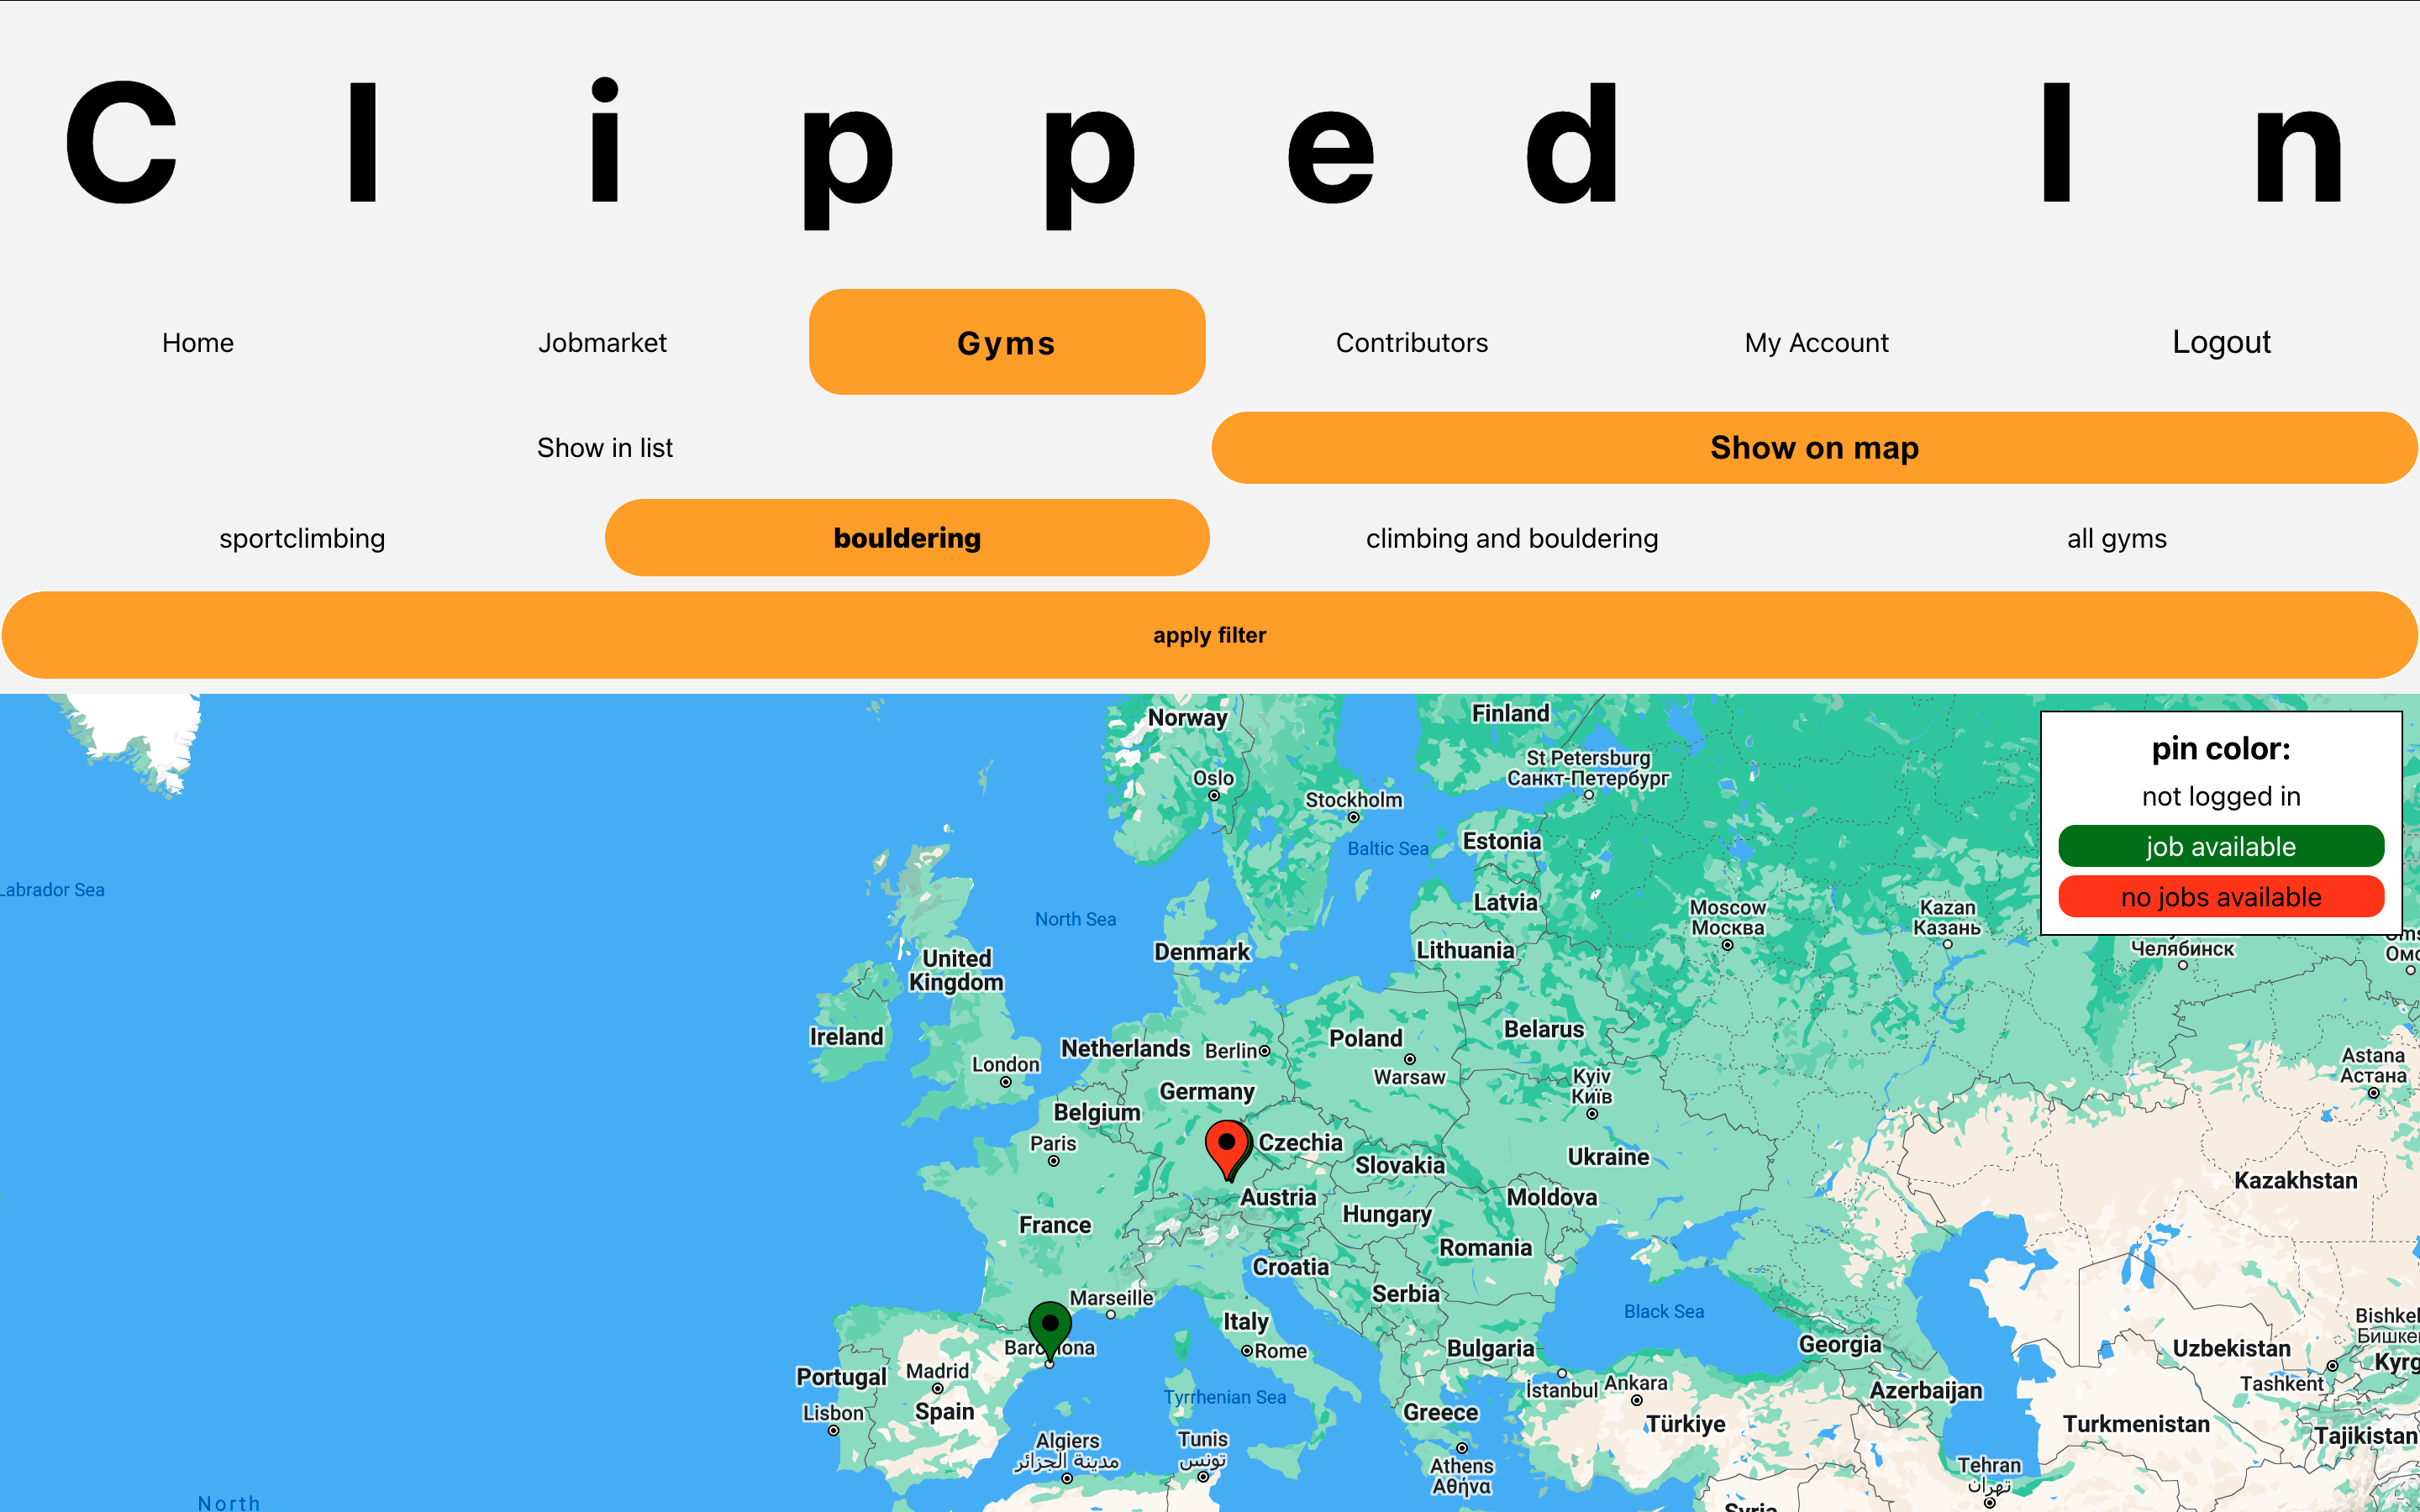 Clipped In
Home Jobmarket Gyms Contributors My Account Logout
Show in list Show on map
sportclimbing bouldering climbing and bouldering all gyms
apply filter
pin color:
not logged in
job available
no jobs available
Norway
Finland
St Petersburg
Санкт-Петербург
Oslo
Stockholm
Estonia
Baltic Sea
Labrador Sea
Latvia
North Sea
Moscow
Москва
Kazan
Казань
Denmark
Lithuania
Челябинск
United
Kingdom
Ireland
Netherlands
Berlin
Poland
Belarus
London
Warsaw
Kyiv
Київ
Astana
Астана
Germany
Belgium
Paris
Czechia
Slovakia
Ukraine
Kazakhstan
Austria
Moldova
France
Hungary
Romania
Croatia
Marseille
Serbia
Black Sea
Italy
Rome
Bulgaria
Georgia
Uzbekistan
Portugal
Madrid
Tashkent
İstanbul
Ankara
Azerbaijan
Tyrrhenian Sea
Lisbon
Spain
Greece
Türkiye
Turkmenistan
Tajikistan
Algiers
مدينة الجزائر
Tunis
تونس
Athens
Αθήνα
Tehran
تهران
North